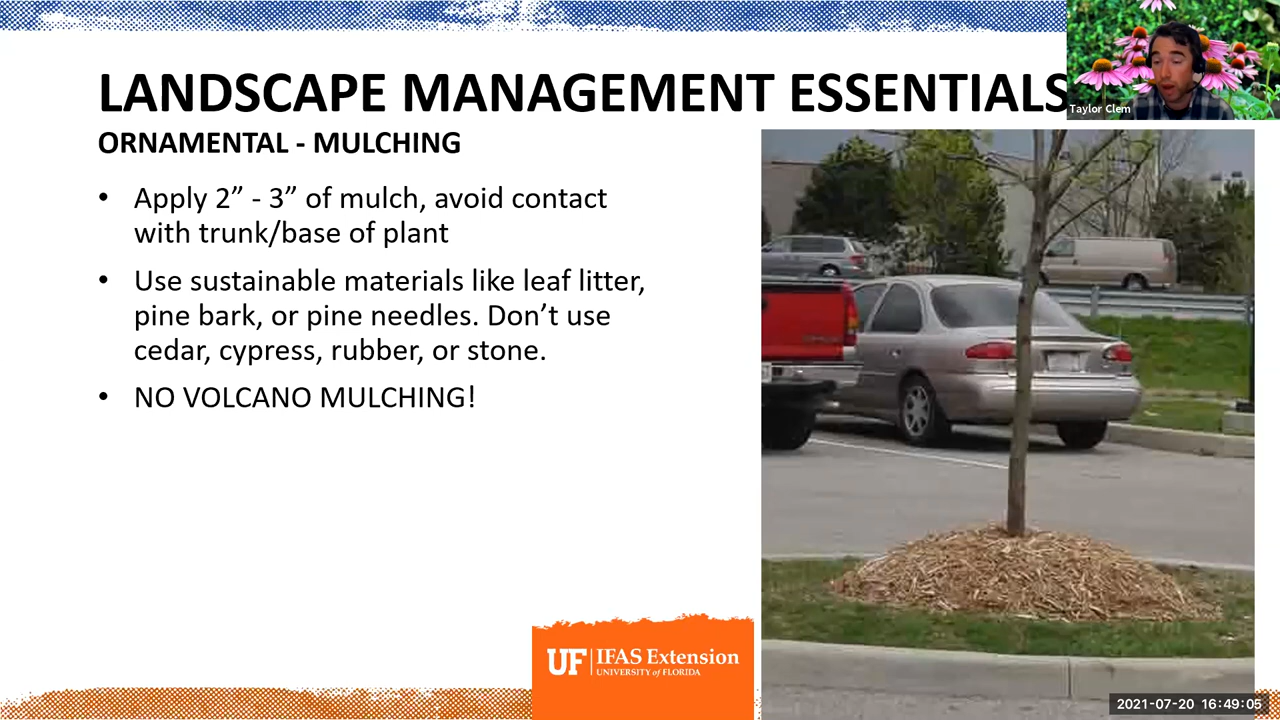 LANDSCAPE MANAGEMENT ESSENTIALS
Taylor Clem
ORNAMENTAL - MULCHING
• Apply 2” - 3” of mulch, avoid contact
with trunk/base of plant
• Use sustainable materials like leaf litter,
pine bark, or pine needles. Don’t use
cedar, cypress, rubber, or stone.
• NO VOLCANO MULCHING!
UF IFAS Extension
UNIVERSITY of FLORIDA
2021-07-20 16:49:05